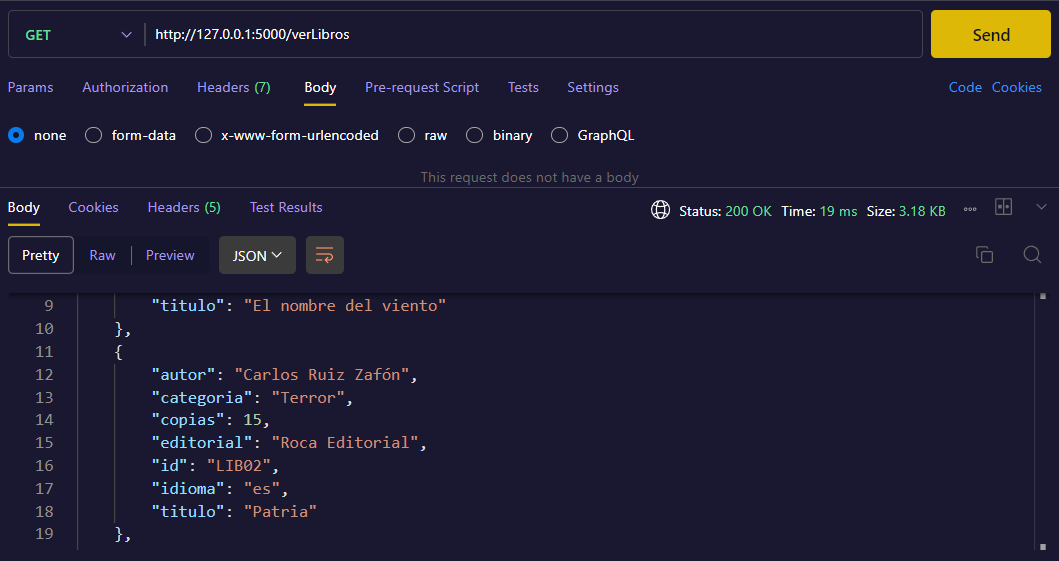 GET http://127.0.0.1:5000/verLibros Send
Params Authorization Headers (7) Body Pre-request Script Tests Settings Code Cookies
none form-data x-www-form-urlencoded raw binary GraphQL
This request does not have a body
Body Cookies Headers (5) Test Results Status: 200 OK Time: 19 ms Size: 3.18 KB
Pretty Raw Preview JSON
9 "titulo": "El nombre del viento"
10 },
11 {
12 "autor": "Carlos Ruiz Zafón",
13 "categoria": "Terror",
14 "copias": 15,
15 "editorial": "Roca Editorial",
16 "id": "LIB02",
17 "idioma": "es",
18 "titulo": "Patria"
19 },